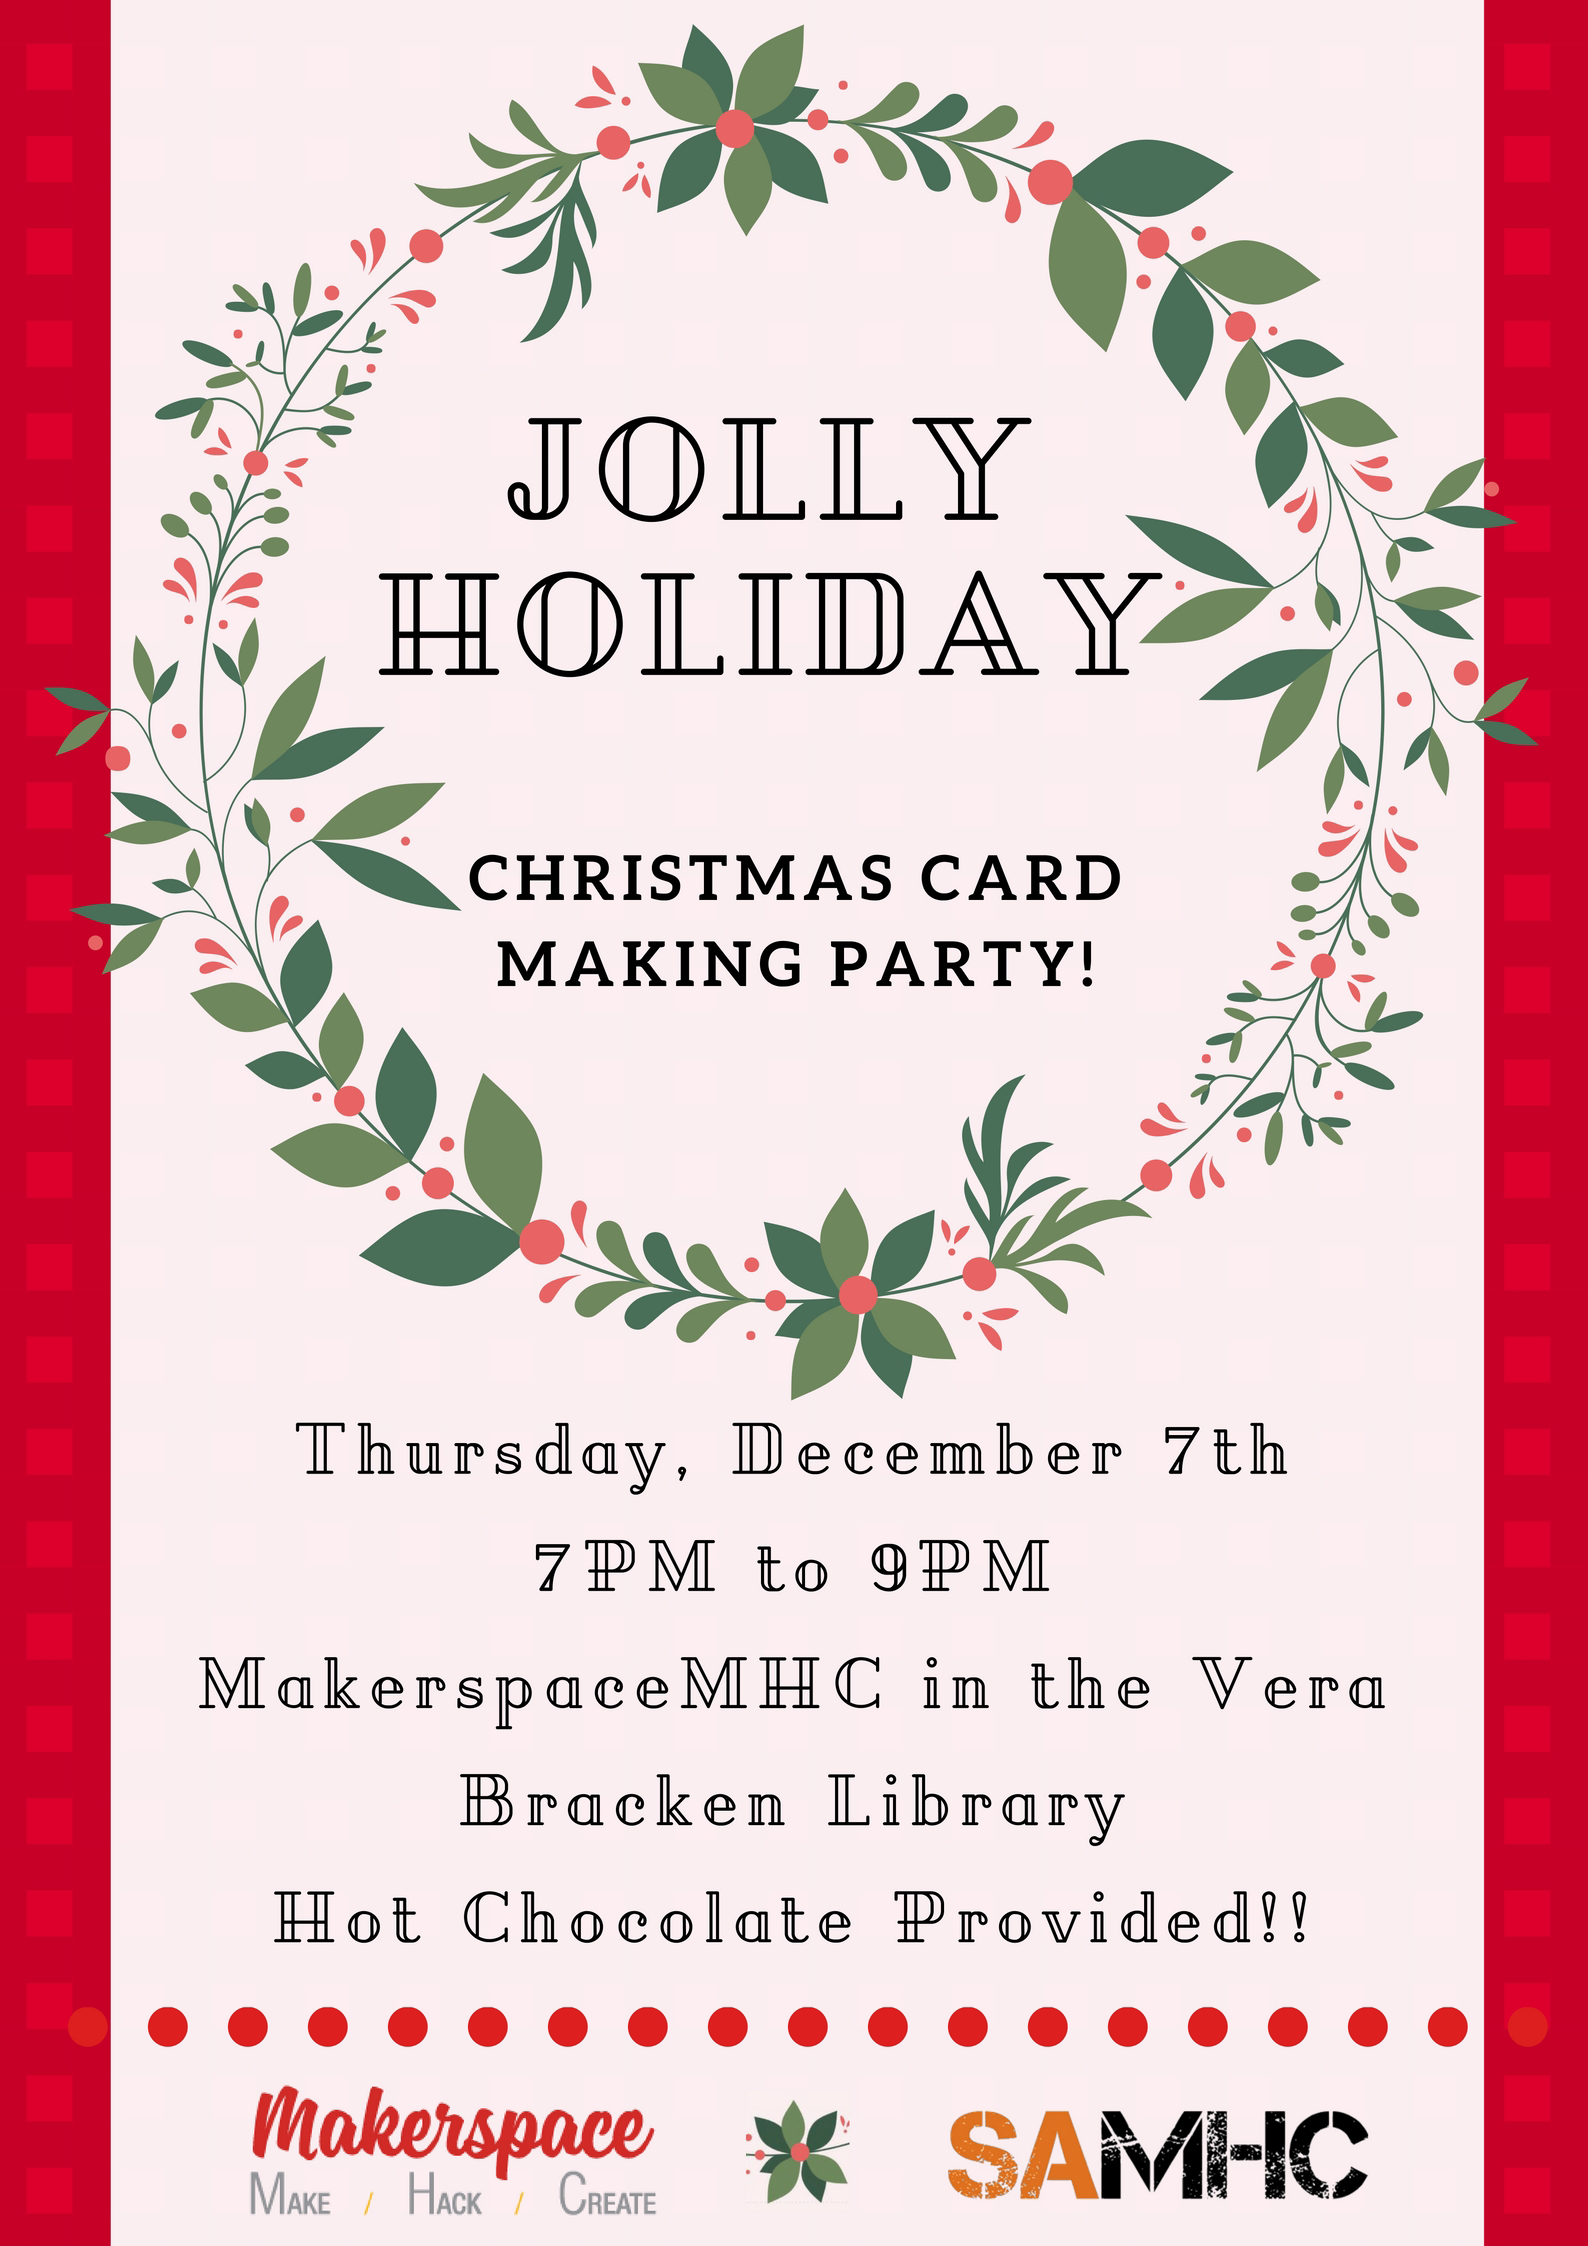 JOLLY
HOLIDAY
CHRISTMAS CARD
MAKING PARTY!
Thursday, December 7th
7PM to 9PM
MakerspaceMHC in the Vera
Bracken Library
Hot Chocolate Provided!!
Makerspace
MAKE / HACK / CREATE
SAMHC